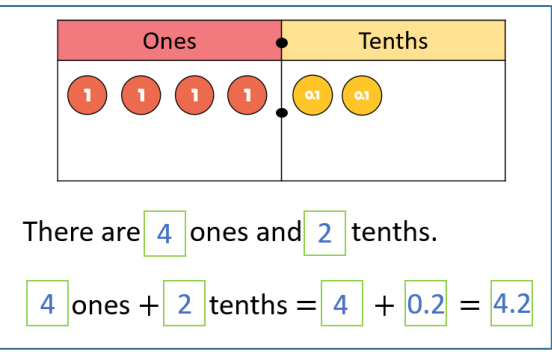 Ones Tenths
1 1 1 1 0.1 0.1
There are 4 ones and 2 tenths.
4 ones + 2 tenths = 4 + 0.2 = 4.2